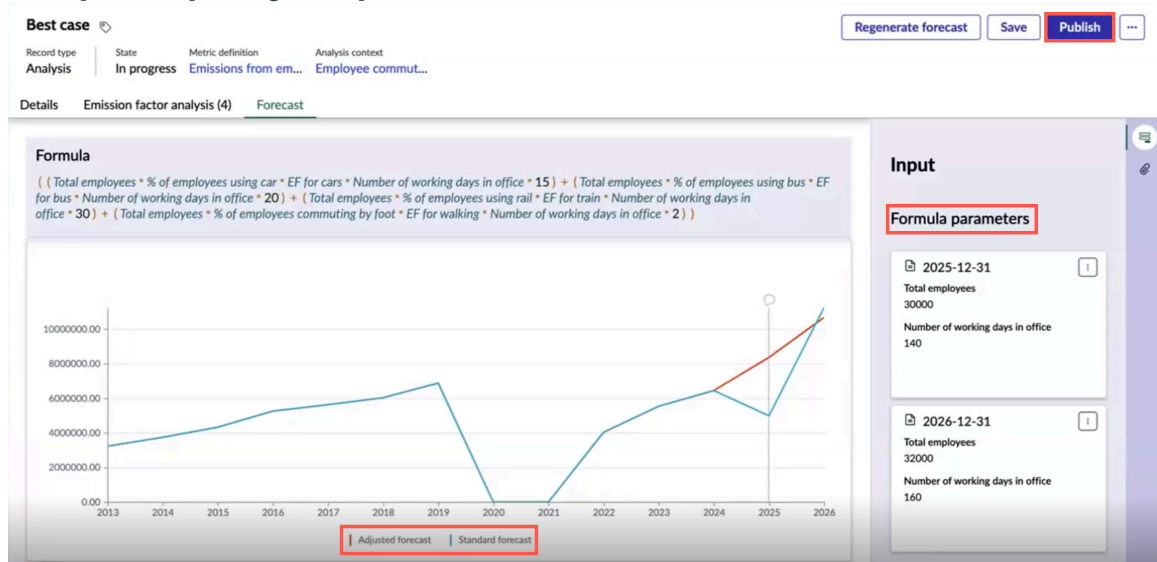 Best case
Regenerate forecast
Save
Publish
Record type
State
Metric definition
Analysis context
Analysis
In progress
Emissions from em...
Employee commut...
Details
Emission factor analysis (4)
Forecast
Formula
( ( Total employees * % of employees using car * EF for cars * Number of working days in office * 15 ) + ( Total employees * % of employees using bus * EF
for bus * Number of working days in office * 20 ) + ( Total employees * % of employees using rail * EF for train * Number of working days in
office * 30 ) + ( Total employees * % of employees commuting by foot * EF for walking * Number of working days in office * 2 ) )
10000000.00
8000000.00
6000000.00
4000000.00
2000000.00
0.00
2013 2014 2015 2016 2017 2018 2019 2020 2021 2022 2023 2024 2025 2026
Adjusted forecast
Standard forecast
Input
Formula parameters
2025-12-31
Total employees
30000
Number of working days in office
140
2026-12-31
Total employees
32000
Number of working days in office
160